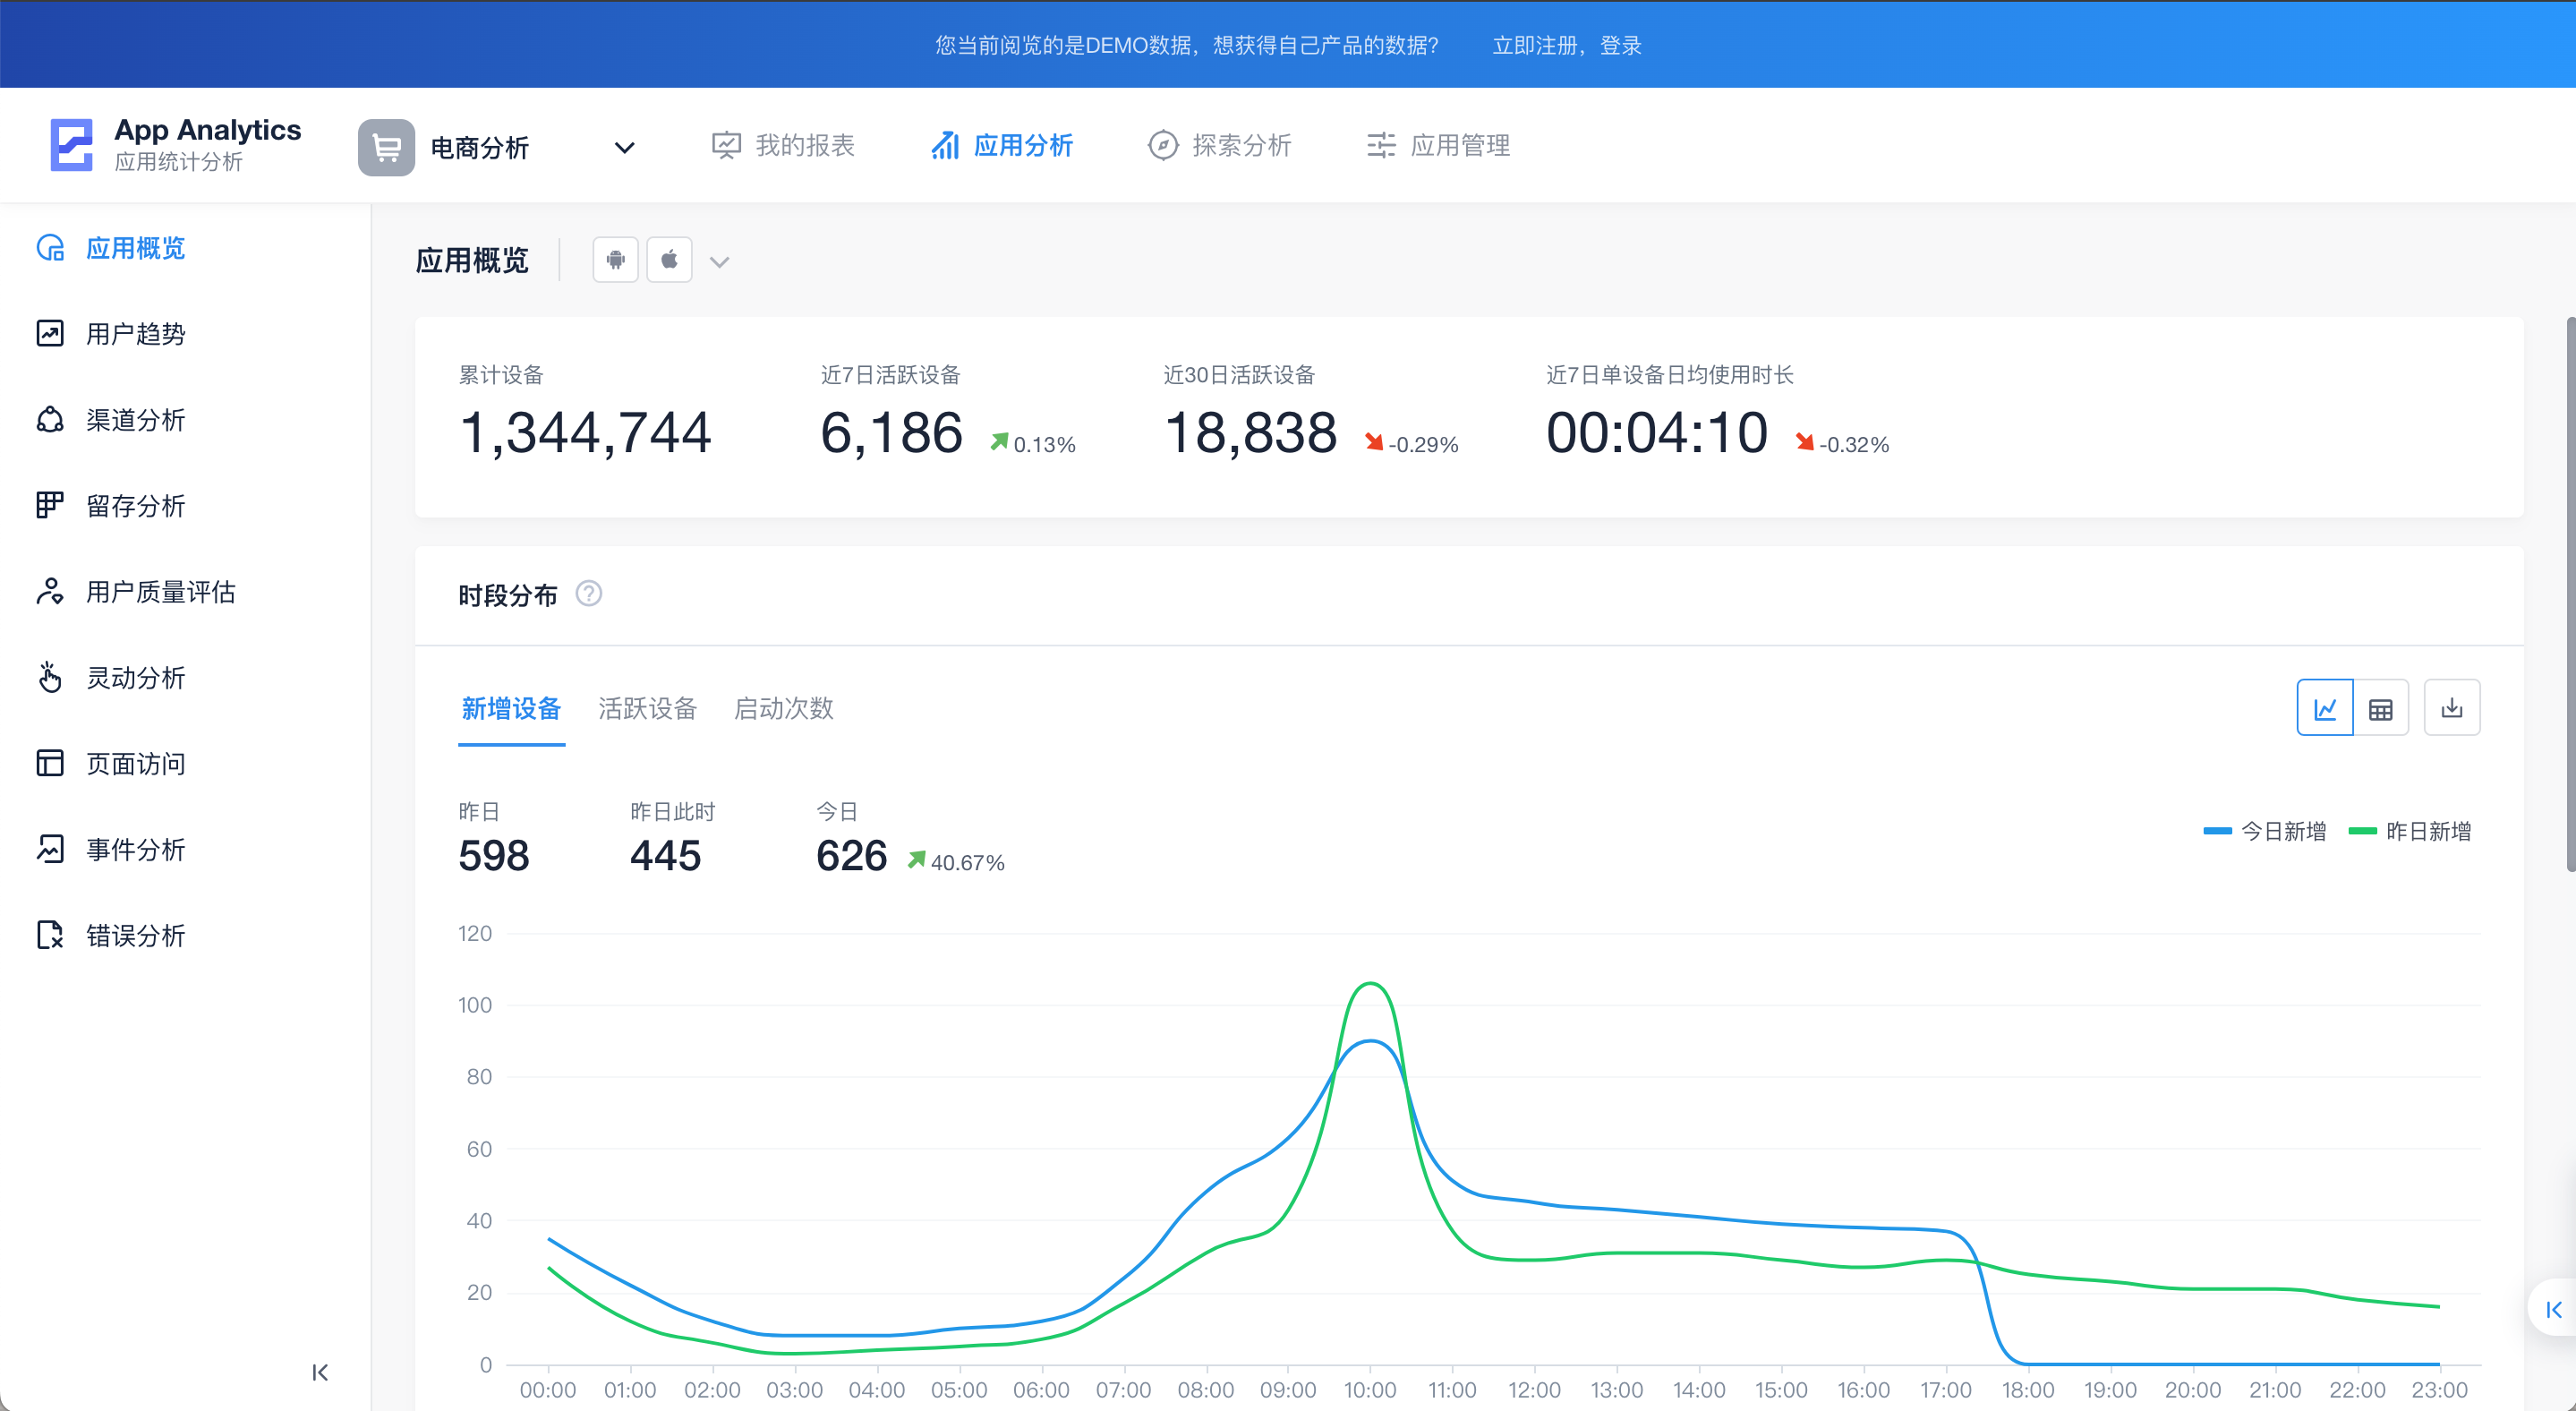 您当前阅览的是DEMO数据，想获得自己产品的数据? 立即注册，登录
App Analytics
应用统计分析
电商分析
我的报表
应用分析
探索分析
应用管理
应用概览
用户趋势
渠道分析
留存分析
用户质量评估
灵动分析
页面访问
事件分析
错误分析
应用概览
累计设备
1,344,744
近7日活跃设备
6,186 0.13%
近30日活跃设备
18,838 -0.29%
近7日单设备日均使用时长
00:04:10 -0.32%
时段分布 ?
新增设备 活跃设备 启动次数
昨日
598
昨日此时
445
今日
626 40.67%
今日新增 昨日新增
120
100
80
60
40
20
0
00:00 01:00 02:00 03:00 04:00 05:00 06:00 07:00 08:00 09:00 10:00 11:00 12:00 13:00 14:00 15:00 16:00 17:00 18:00 19:00 20:00 21:00 22:00 23:00